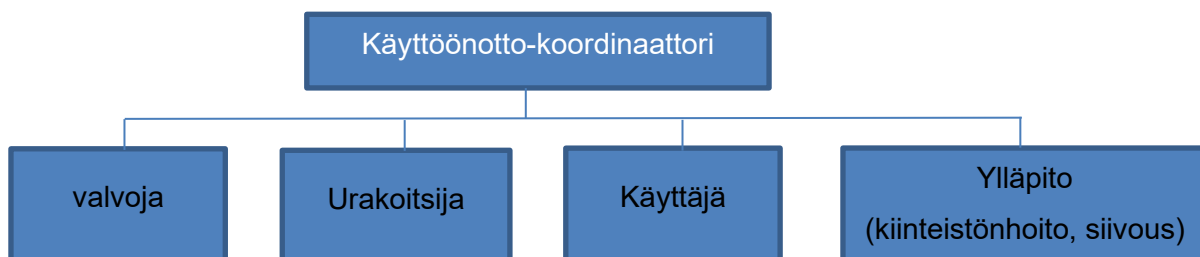 Käyttöönotto-koordinaattori
valvoja
Urakoitsija
Käyttäjä
Ylläpito
(kiinteistönhoito, siivous)